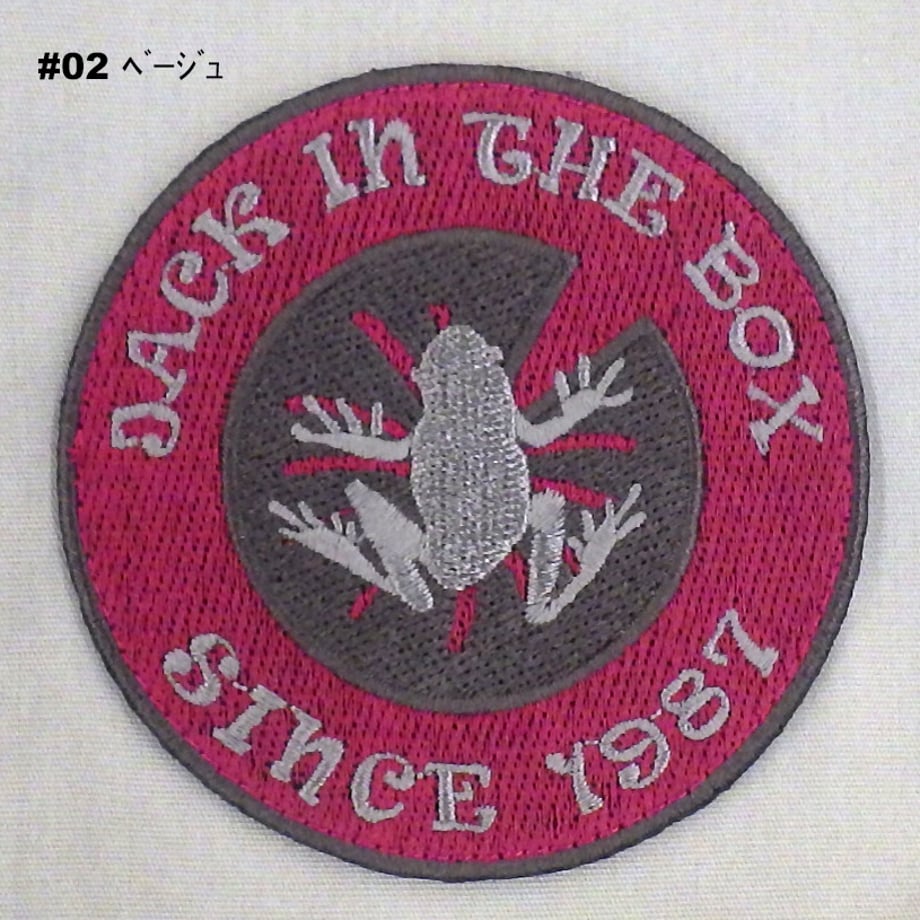 #02 ベージュ
JACK In THE BOX
SInCE 1987